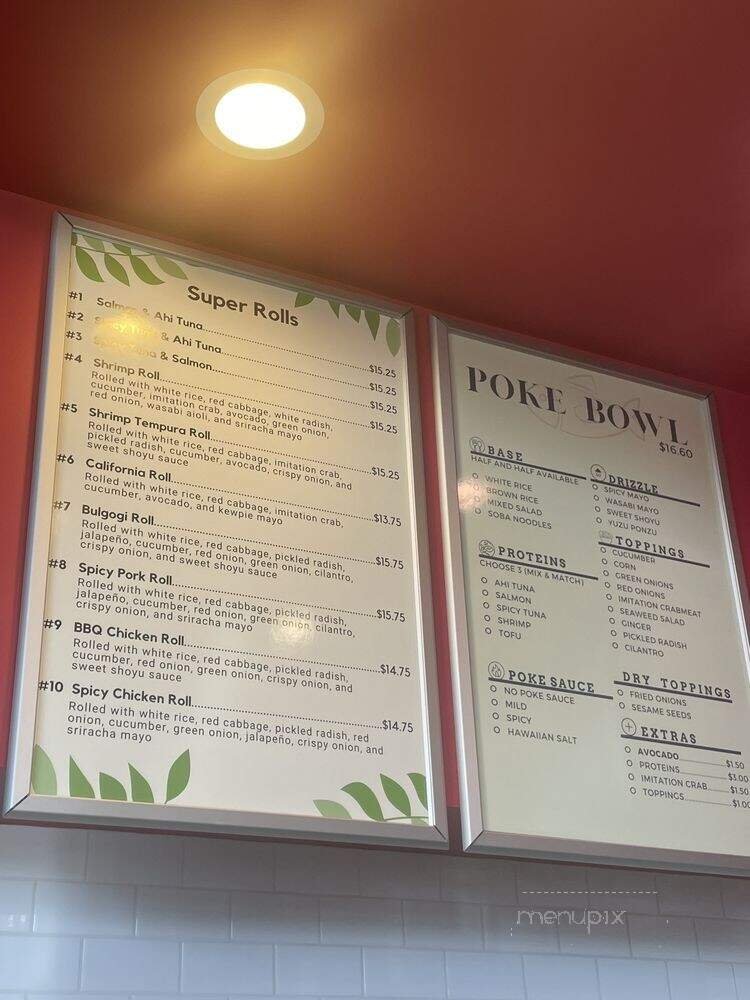 Super Rolls
#1 Salmon & Ahi Tuna $15.25
#2 Spicy Tuna & Ahi Tuna $15.25
#3 Spicy Tuna & Salmon $15.25
#4 Shrimp Roll $15.25
Rolled with white rice, red cabbage, white radish,
cucumber, imitation crab, avocado, green onion,
red onion, wasabi aioli, and sriracha mayo
#5 Shrimp Tempura Roll $15.25
Rolled with white rice, red cabbage, imitation crab,
pickled radish, cucumber, avocado, crispy onion, and
sweet shoyu sauce
#6 California Roll $13.75
Rolled with white rice, red cabbage, imitation crab,
cucumber, avocado, and kewpie mayo
#7 Bulgogi Roll $15.75
Rolled with white rice, red cabbage, pickled radish,
jalapeño, cucumber, red onion, green onion, cilantro,
crispy onion, and sweet shoyu sauce
#8 Spicy Pork Roll $15.75
Rolled with white rice, red cabbage, pickled radish,
jalapeño, cucumber, red onion, green onion, cilantro,
crispy onion, and sriracha mayo
#9 BBQ Chicken Roll $14.75
Rolled with white rice, red cabbage, pickled radish,
cucumber, red onion, green onion, crispy onion, and
sweet shoyu sauce
#10 Spicy Chicken Roll $14.75
Rolled with white rice, red cabbage, pickled radish, red
onion, cucumber, green onion, jalapeño, crispy onion, and
sriracha mayo
POKE BOWL
$16.60
BASE
HALF AND HALF AVAILABLE
WHITE RICE
BROWN RICE
MIXED SALAD
SOBA NOODLES
PROTEINS
CHOOSE 3 (MIX & MATCH)
AHI TUNA
SALMON
SPICY TUNA
SHRIMP
TOFU
POKE SAUCE
NO POKE SAUCE
MILD
SPICY
HAWAIIAN SALT
DRIZZLE
SPICY MAYO
WASABI MAYO
SWEET SHOYU
YUZU PONZU
TOPPINGS
CUCUMBER
CORN
GREEN ONIONS
RED ONIONS
IMITATION CRABMEAT
SEAWEED SALAD
GINGER
PICKLED RADISH
CILANTRO
DRY TOPPINGS
FRIED ONIONS
SESAME SEEDS
EXTRAS
AVOCADO $1.50
PROTEINS $3.00
IMITATION CRAB $1.50
TOPPINGS $1.00
menupix